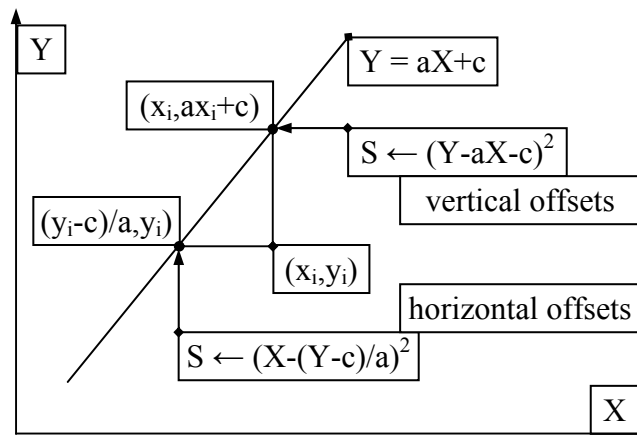 Y
Y = aX+c
(xᵢ,axᵢ+c)
S ← (Y-aX-c)²
vertical offsets
(yᵢ-c)/a,yᵢ)
(xᵢ,yᵢ)
horizontal offsets
S ← (X-(Y-c)/a)²
X